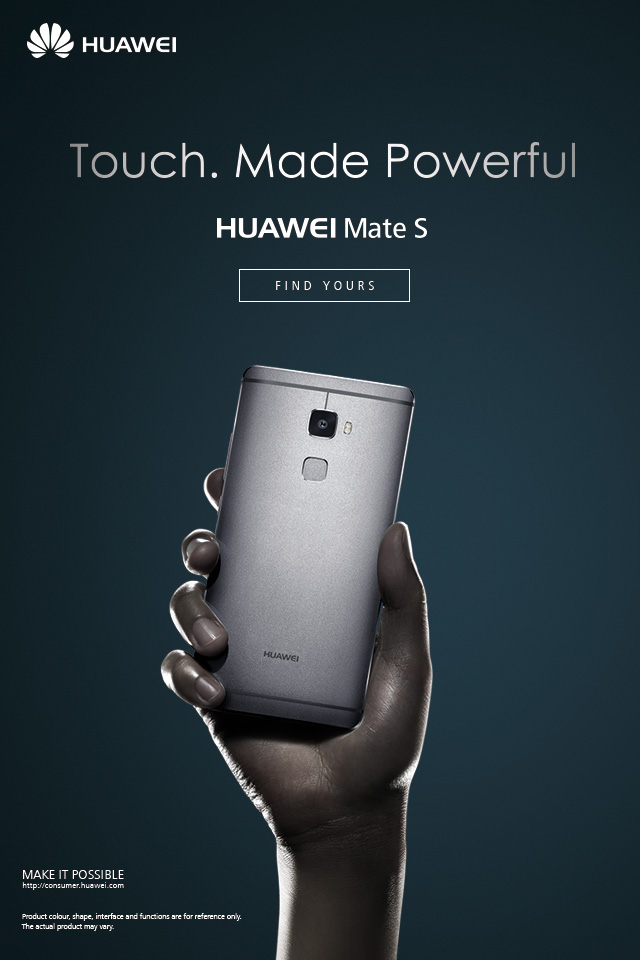 HUAWEI
Touch. Made Powerful
HUAWEI Mate S
FIND YOURS
HUAWEI
MAKE IT POSSIBLE
http://consumer.huawei.com
Product colour, shape, interface and functions are for reference only.
The actual product may vary.